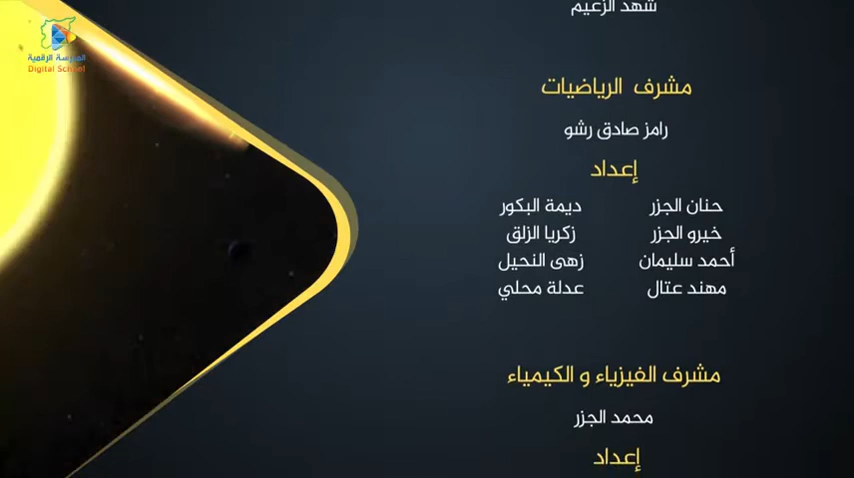 المدرسة الرقمية
Digital School
شهد الزعيم
مشرف الرياضيات
رامز صادق رشو
إعداد
حنان الجزر ديمة البكور
خيرو الجزر زكريا الزلق
أحمد سليمان زهى النحيل
مهند عتال عدلة محلي
مشرف الفيزياء و الكيمياء
محمد الجزر
إعداد